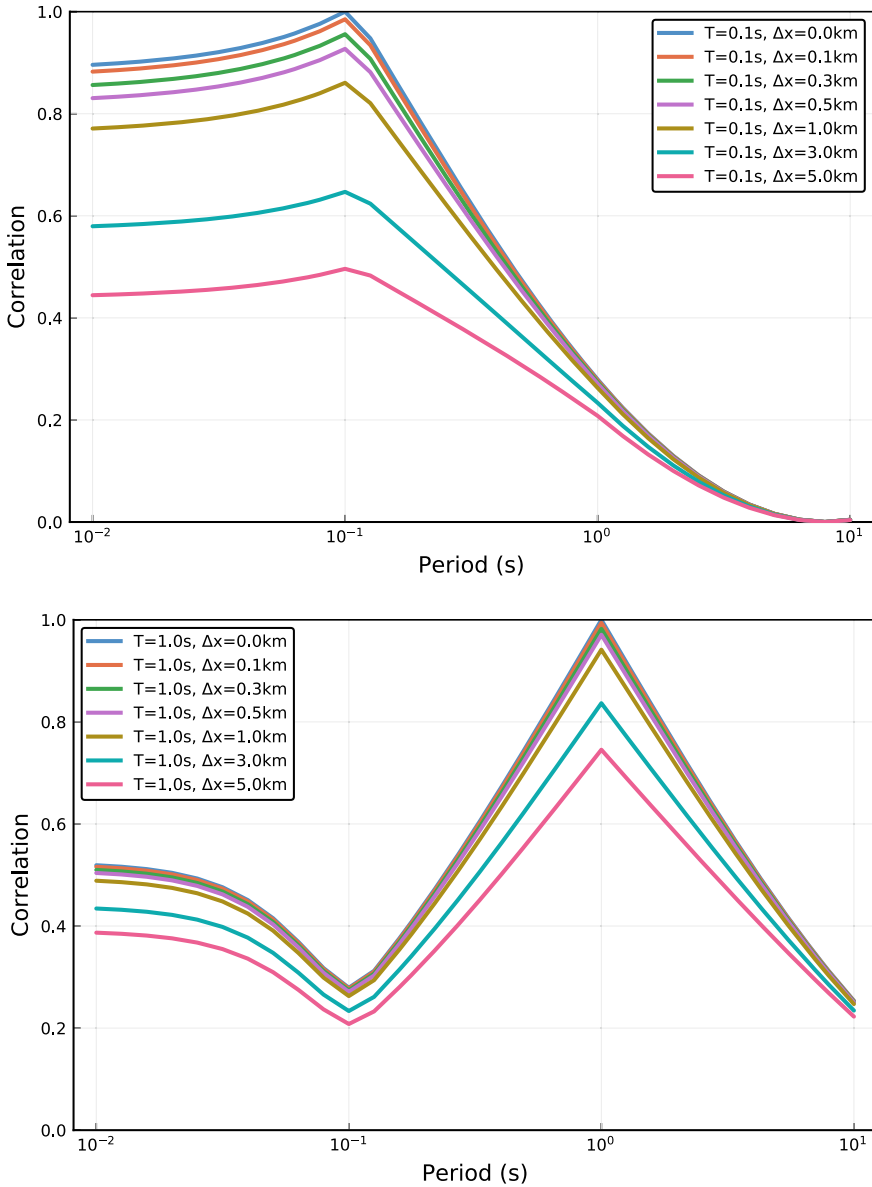 1.0
0.8
0.6
0.4
0.2
0.0
Correlation
T=0.1s, Δx=0.0km
T=0.1s, Δx=0.1km
T=0.1s, Δx=0.3km
T=0.1s, Δx=0.5km
T=0.1s, Δx=1.0km
T=0.1s, Δx=3.0km
T=0.1s, Δx=5.0km
10⁻² 10⁻¹ 10⁰ 10¹
Period (s)
1.0
0.8
0.6
0.4
0.2
0.0
Correlation
T=1.0s, Δx=0.0km
T=1.0s, Δx=0.1km
T=1.0s, Δx=0.3km
T=1.0s, Δx=0.5km
T=1.0s, Δx=1.0km
T=1.0s, Δx=3.0km
T=1.0s, Δx=5.0km
10⁻² 10⁻¹ 10⁰ 10¹
Period (s)